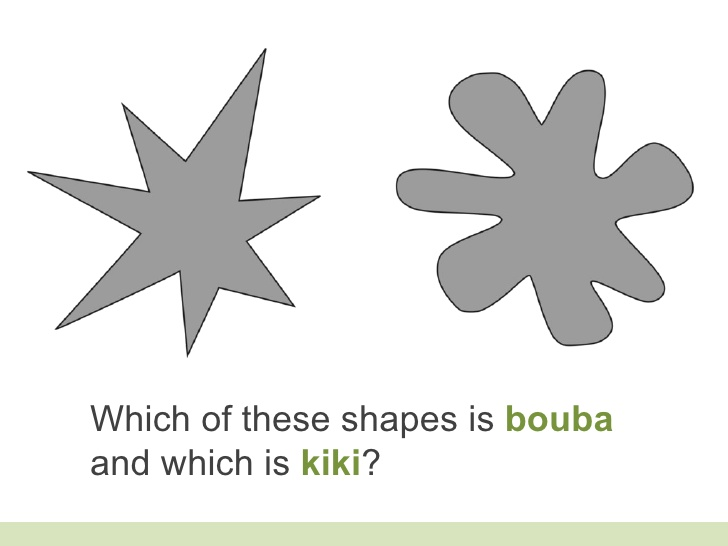 Which of these shapes is bouba
and which is kiki?